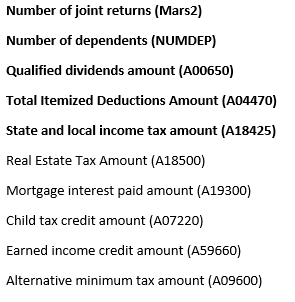 Number of joint returns (Mars2)
Number of dependents (NUMDEP)
Qualified dividends amount (A00650)
Total Itemized Deductions Amount (A04470)
State and local income tax amount (A18425)
Real Estate Tax Amount (A18500)
Mortgage interest paid amount (A19300)
Child tax credit amount (A07220)
Earned income credit amount (A59660)
Alternative minimum tax amount (A09600)